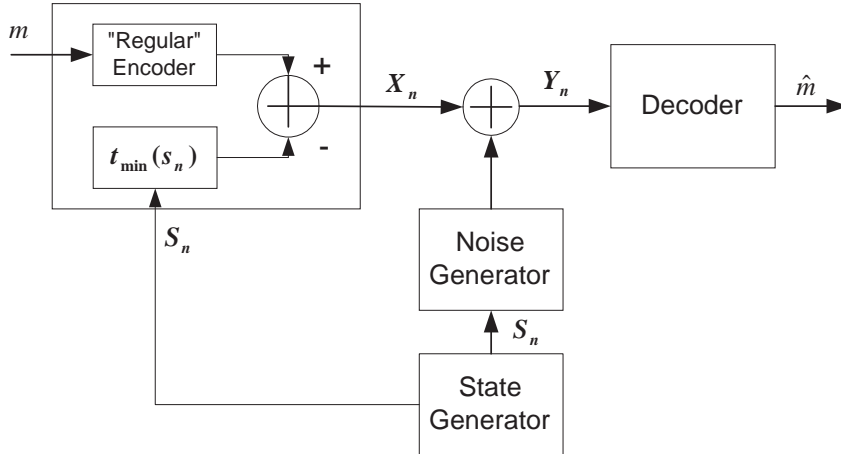 m
"Regular"
Encoder
+
X_n
Y_n
Decoder
m̂
t_min(s_n)
-
S_n
Noise
Generator
S_n
State
Generator